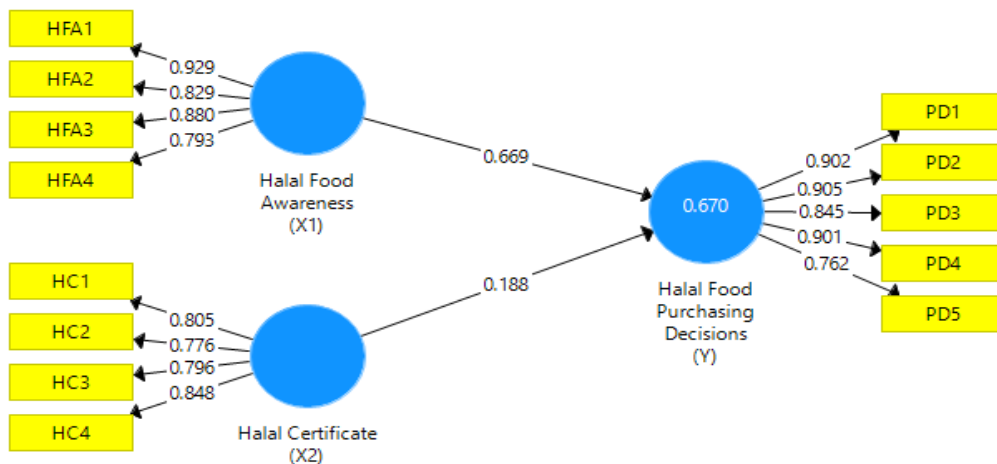 HFA1
HFA2
HFA3
HFA4
0.929
0.829
0.880
0.793
Halal Food
Awareness
(X1)
HC1
HC2
HC3
HC4
0.805
0.776
0.796
0.848
Halal Certificate
(X2)
0.669
0.188
0.670
Halal Food
Purchasing
Decisions
(Y)
0.902
0.905
0.845
0.901
0.762
PD1
PD2
PD3
PD4
PD5